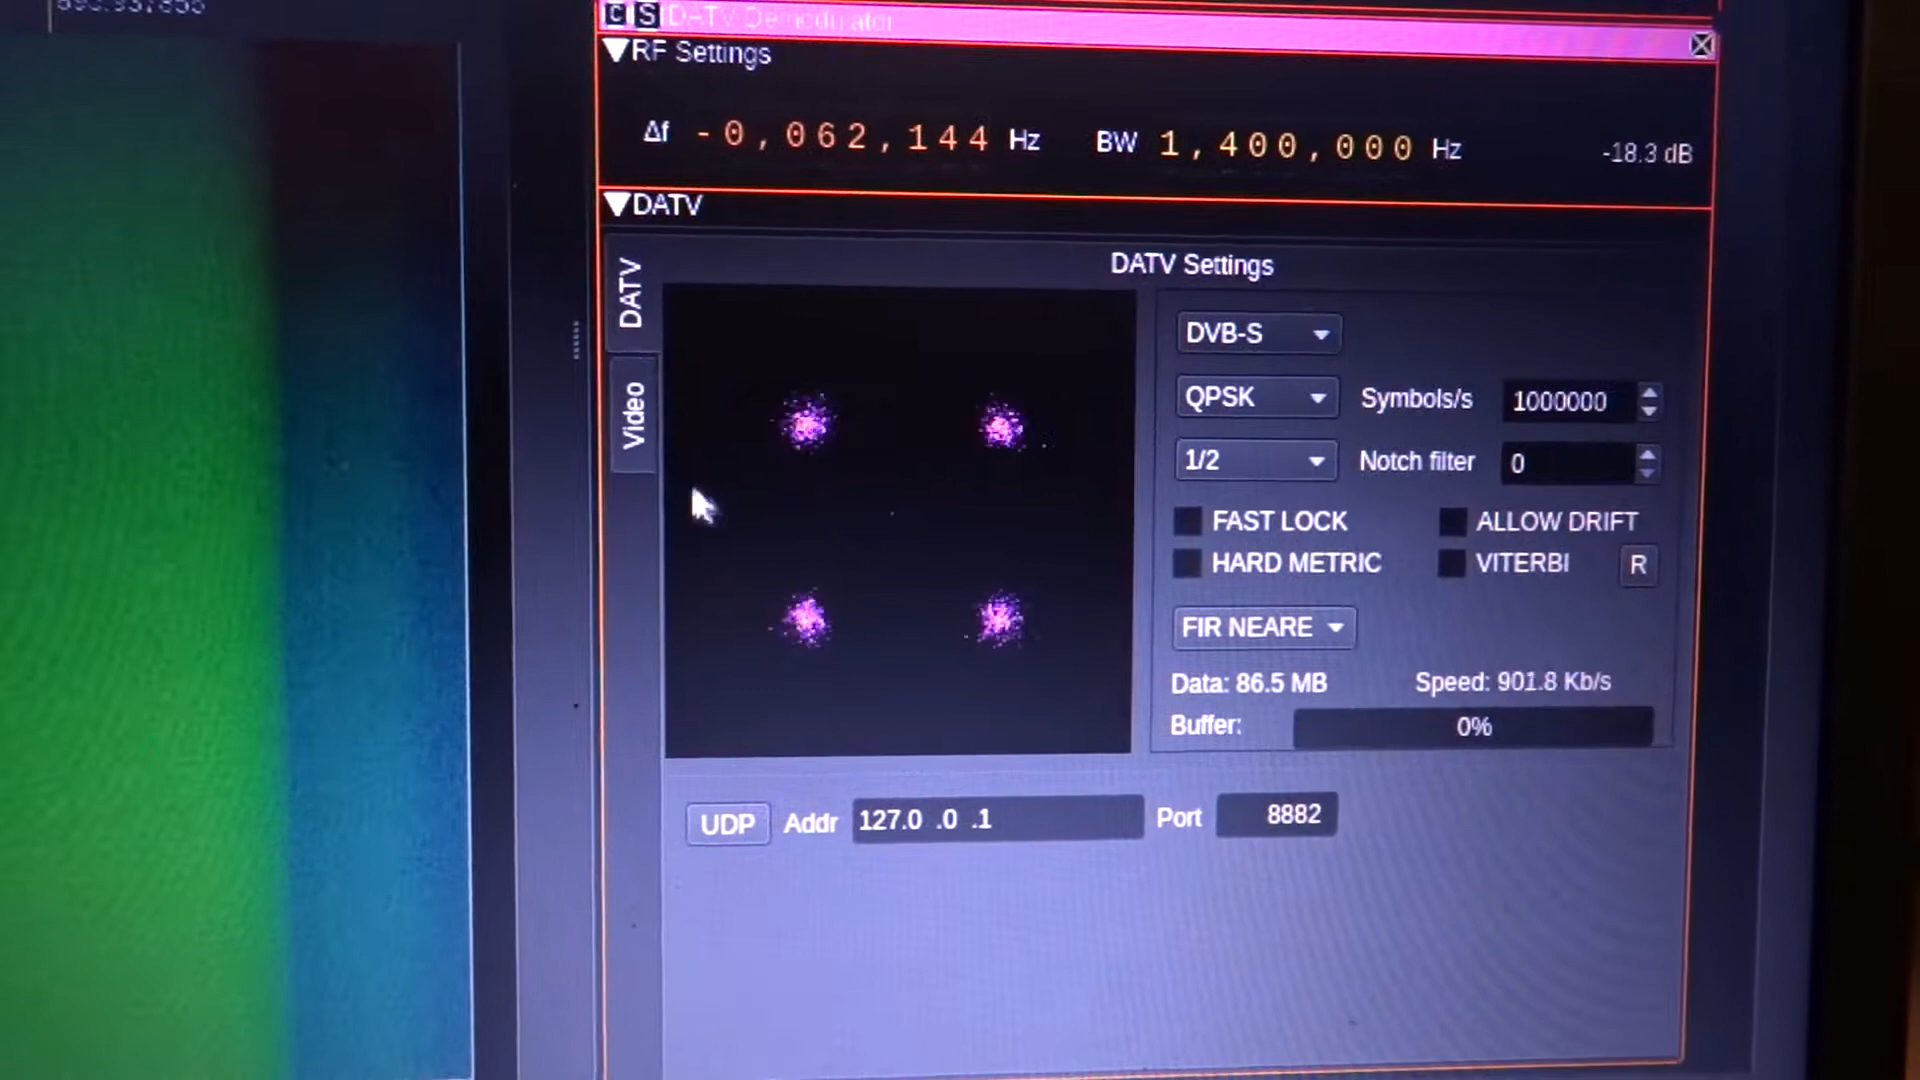 C S DATV Demodulator
▼RF Settings
Δf -0,062,144 Hz BW 1,400,000 Hz -18.3 dB
▼DATV
DATV
Video
DATV Settings
DVB-S
QPSK Symbols/s 1000000
1/2 Notch filter 0
FAST LOCK ALLOW DRIFT
HARD METRIC VITERBI R
FIR NEARE
Data: 86.5 MB Speed: 901.8 Kb/s
Buffer: 0%
UDP Addr 127.0 .0 .1 Port 8882